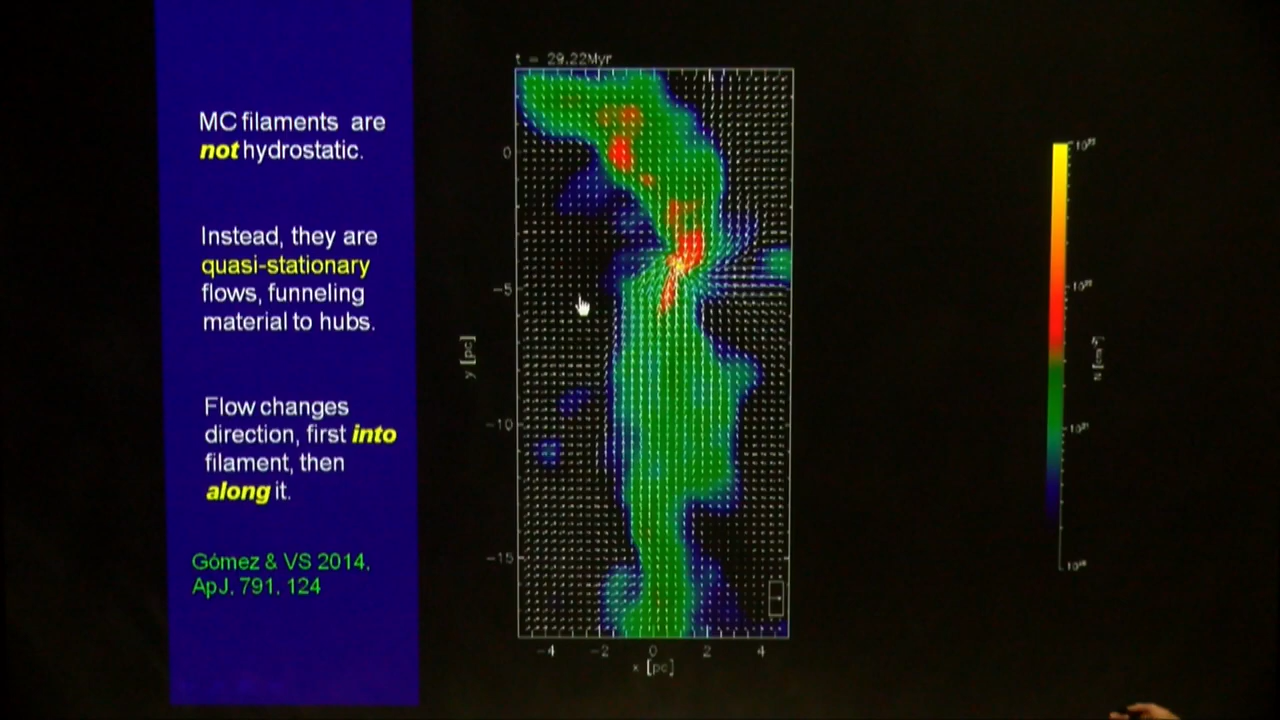 MC filaments are
not hydrostatic.
Instead, they are
quasi-stationary
flows, funneling
material to hubs.
Flow changes
direction, first into
filament, then
along it.
Gómez & VS 2014,
ApJ, 791, 124
t = 29.22Myr
0
-5
-10
-15
y [pc]
-4 -2 0 2 4
x [pc]